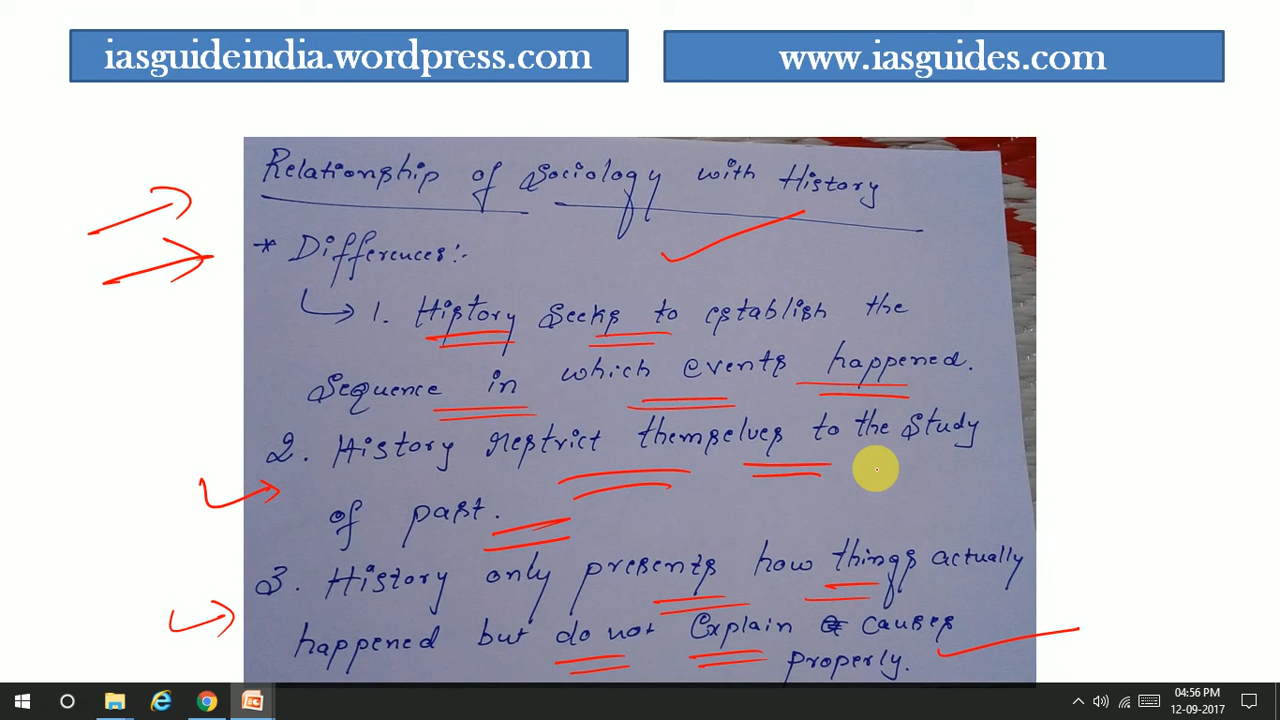 iasguideindia.wordpress.com
www.iasguides.com
Relationship of Sociology with History
* Differences:-
1. History Seeks to establish the
Sequence in which events happened.
2. History restrict themselves to the Study
of past.
3. History only presents how things actually
happened but do not Explain causes
properly.
04:56 PM
12-09-2017